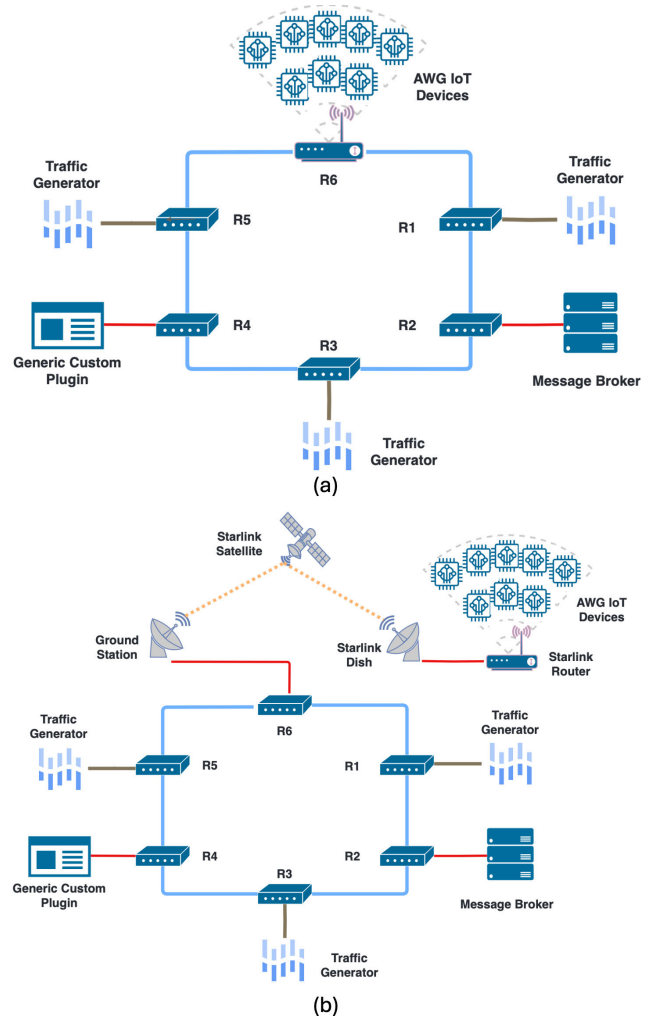 AWG IoT
Devices
R6
Traffic
Generator
Traffic
Generator
R5
R1
R4
R3
R2
Generic Custom
Plugin
Message Broker
Traffic
Generator
(a)
Starlink
Satellite
AWG IoT
Devices
Ground
Station
Starlink
Dish
Starlink
Router
R6
Traffic
Generator
Traffic
Generator
R5
R1
R4
R3
R2
Generic Custom
Plugin
Message Broker
Traffic
Generator
(b)